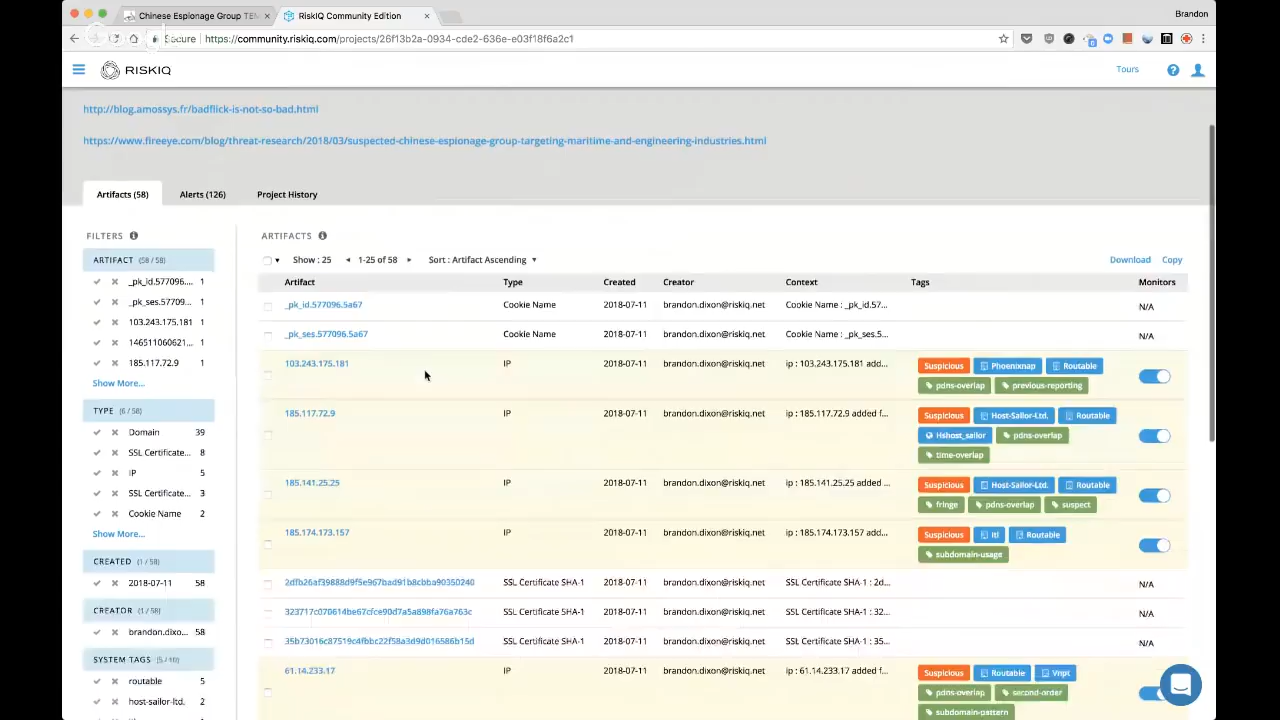 Chinese Espionage Group TEM
RiskIQ Community Edition
Brandon
Secure
https://community.riskiq.com/projects/26f13b2a-0934-cde2-636e-e03f18f6a2c1
RISKIQ
Tours
http://blog.amossys.fr/badflick-is-not-so-bad.html
https://www.fireeye.com/blog/threat-research/2018/03/suspected-chinese-espionage-group-targeting-maritime-and-engineering-industries.html
Artifacts (58) Alerts (126) Project History
FILTERS
ARTIFACT (58 / 58)
_pk_id.577096.... 1
_pk_ses.57709... 1
103.243.175.181 1
146511060621... 1
185.117.72.9 1
Show More...
TYPE (6 / 58)
Domain 39
SSL Certificate... 8
IP 5
SSL Certificate... 3
Cookie Name 2
Show More...
CREATED (1 / 58)
2018-07-11 58
CREATOR (1 / 58)
brandon.dixo... 58
SYSTEM TAGS (5 / 10)
routable 5
host-sailor-ltd. 2
ARTIFACTS
Show : 25 1-25 of 58 Sort : Artifact Ascending Download Copy
Artifact Type Created Creator Context Tags Monitors
_pk_id.577096.5a67 Cookie Name 2018-07-11 brandon.dixon@riskiq.net Cookie Name : _pk_id.57... N/A
_pk_ses.577096.5a67 Cookie Name 2018-07-11 brandon.dixon@riskiq.net Cookie Name : _pk_ses.5... N/A
103.243.175.181 IP 2018-07-11 brandon.dixon@riskiq.net ip : 103.243.175.181 add... Suspicious Phoenixnap Routable
pdns-overlap previous-reporting
185.117.72.9 IP 2018-07-11 brandon.dixon@riskiq.net ip : 185.117.72.9 added f... Suspicious Host-Sailor-Ltd. Routable
Hshost_sailor pdns-overlap
time-overlap
185.141.25.25 IP 2018-07-11 brandon.dixon@riskiq.net ip : 185.141.25.25 added ... Suspicious Host-Sailor-Ltd. Routable
fringe pdns-overlap suspect
185.174.173.157 IP 2018-07-11 brandon.dixon@riskiq.net ip : 185.174.173.157 add... Suspicious Itl Routable
subdomain-usage
2dfb26af39888d9f5e967bad91b8cbba90350240 SSL Certificate SHA-1 2018-07-11 brandon.dixon@riskiq.net SSL Certificate SHA-1 : 2d... N/A
323717c070614be67cfce90d7a5a898fa76a763c SSL Certificate SHA-1 2018-07-11 brandon.dixon@riskiq.net SSL Certificate SHA-1 : 32... N/A
35b73016c87519c4fbbc22f58a3d9d016586b15d SSL Certificate SHA-1 2018-07-11 brandon.dixon@riskiq.net SSL Certificate SHA-1 : 35... N/A
61.14.233.17 IP 2018-07-11 brandon.dixon@riskiq.net ip : 61.14.233.17 added f... Suspicious Routable Vnpt
pdns-overlap second-order
subdomain-pattern